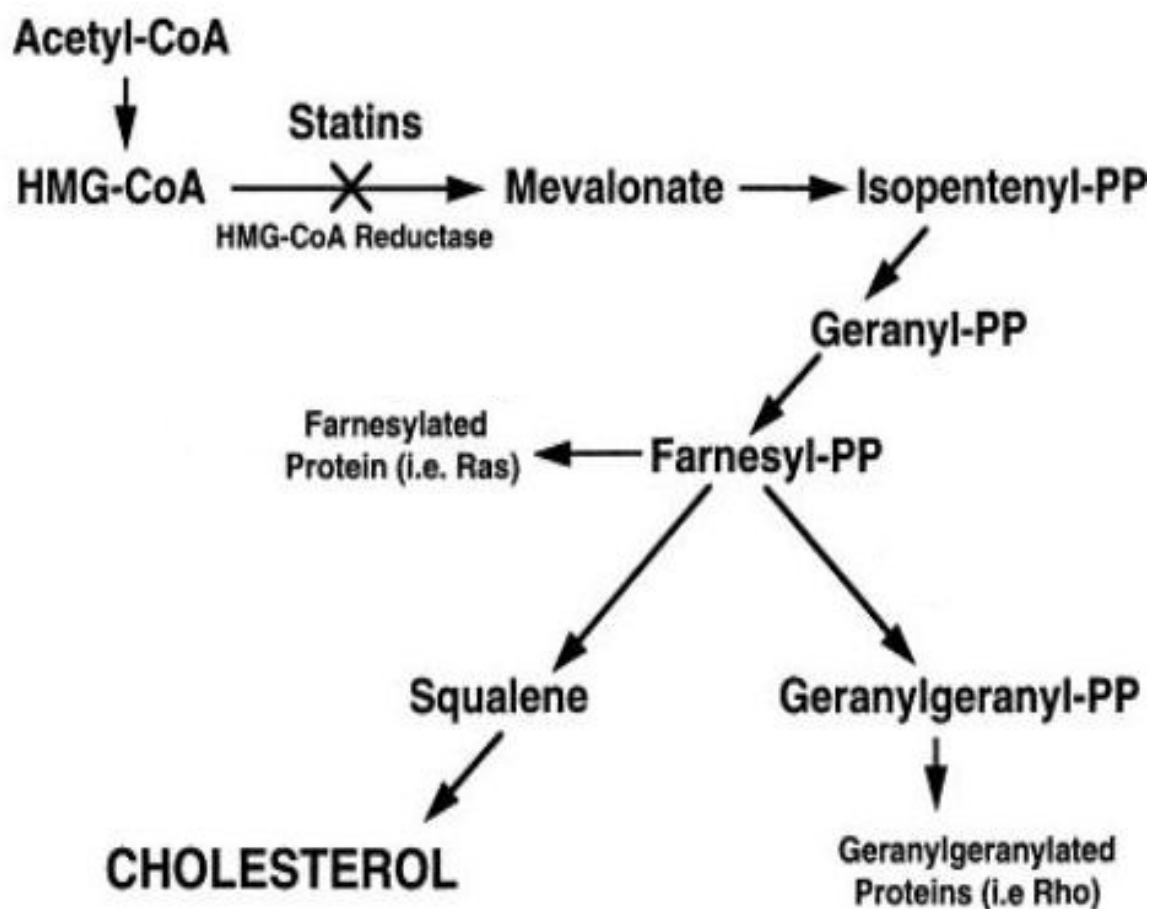 Acetyl-CoA
Statins
HMG-CoA
Mevalonate
Isopentenyl-PP
HMG-CoA Reductase
Geranyl-PP
Farnesylated
Protein (i.e. Ras)
Farnesyl-PP
Squalene
Geranylgeranyl-PP
CHOLESTEROL
Geranylgeranylated
Proteins (i.e Rho)